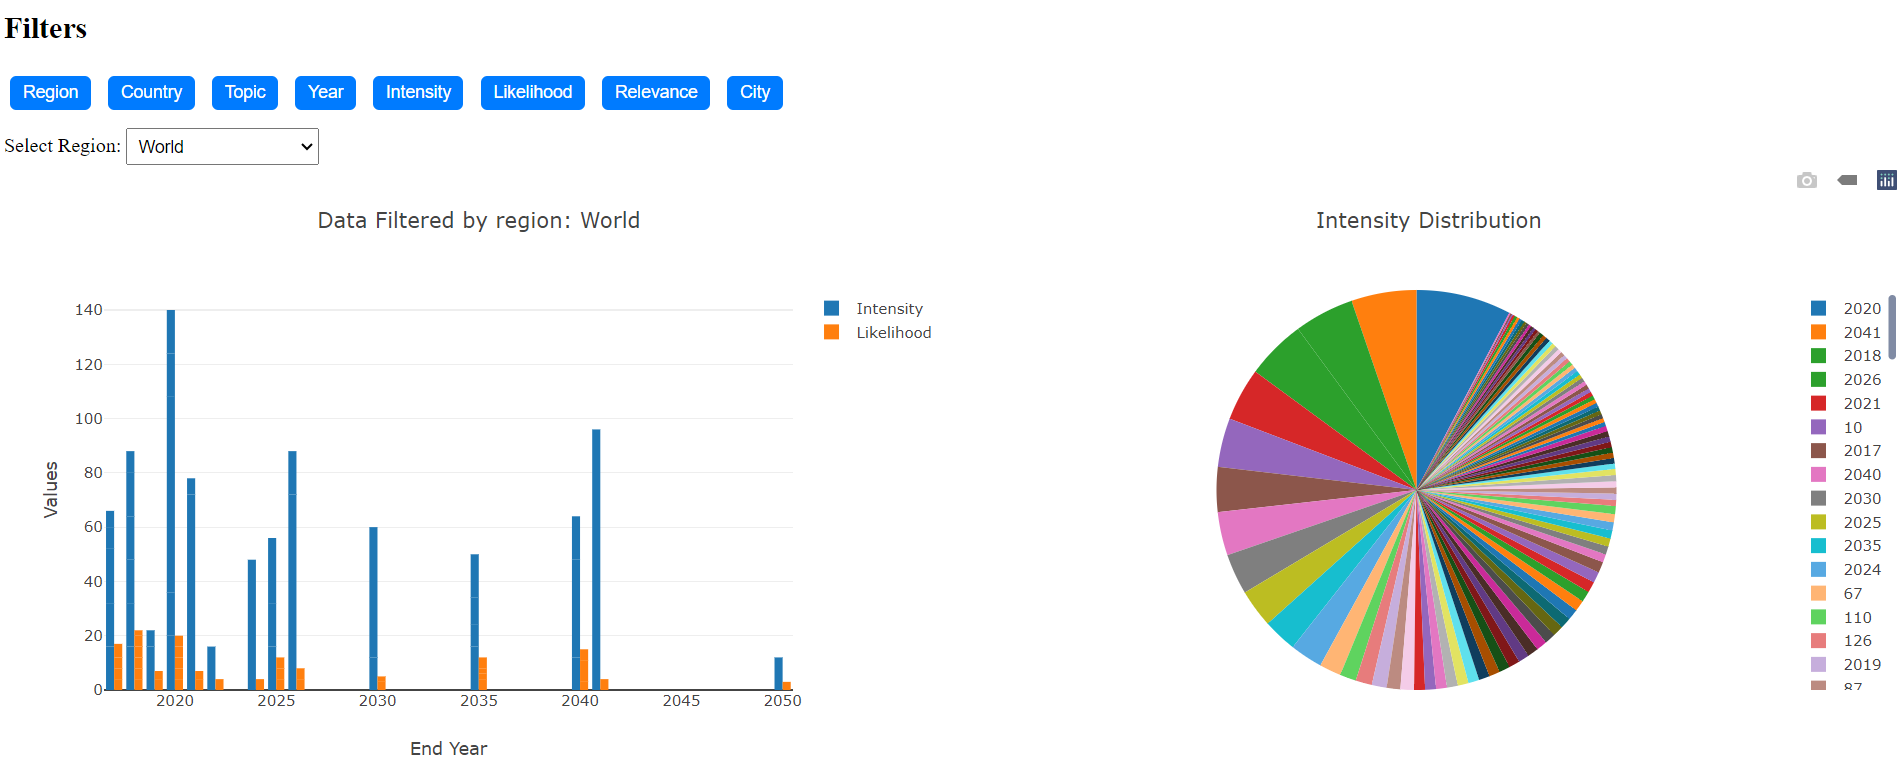 Filters
Region Country Topic Year Intensity Likelihood Relevance City
Select Region: World
Data Filtered by region: World
140
120
100
80
60
40
20
0
Values
2020 2025 2030 2035 2040 2045 2050
End Year
Intensity
Likelihood
Intensity Distribution
2020
2041
2018
2026
2021
10
2017
2040
2030
2025
2035
2024
67
110
126
2019
87